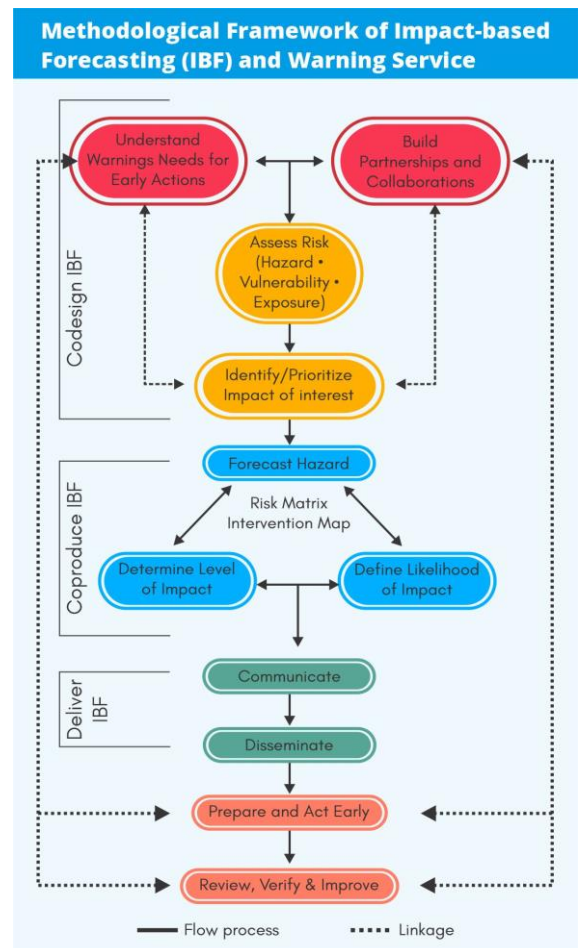 Methodological Framework of Impact-based
Forecasting (IBF) and Warning Service
Codesign IBF
Understand
Warnings Needs for
Early Actions
Build
Partnerships and
Collaborations
Assess Risk
(Hazard •
Vulnerability •
Exposure)
Identify/Prioritize
Impact of interest
Coproduce IBF
Forecast Hazard
Risk Matrix
Intervention Map
Determine Level
of Impact
Define Likelihood
of Impact
Deliver
IBF
Communicate
Disseminate
Prepare and Act Early
Review, Verify & Improve
Flow process
Linkage